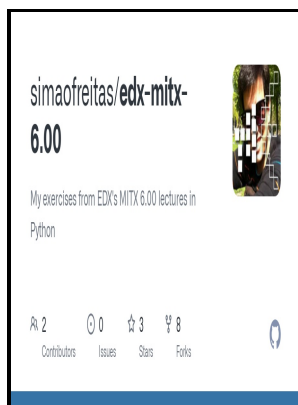 simaofreitas/edx-mitx-
6.00
My exercises from EDX's MITX 6.00 lectures in
Python
2 0 3 8
Contributors Issues Stars Forks